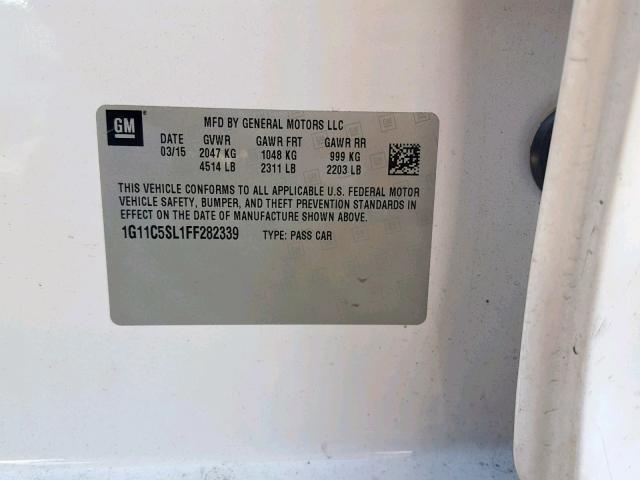 GM
MFD BY GENERAL MOTORS LLC
DATE GVWR GAWR FRT GAWR RR
03/15 2047 KG 1048 KG 999 KG
4514 LB 2311 LB 2203 LB
THIS VEHICLE CONFORMS TO ALL APPLICABLE U.S. FEDERAL MOTOR
VEHICLE SAFETY, BUMPER, AND THEFT PREVENTION STANDARDS IN
EFFECT ON THE DATE OF MANUFACTURE SHOWN ABOVE.
1G11C5SL1FF282339 TYPE: PASS CAR